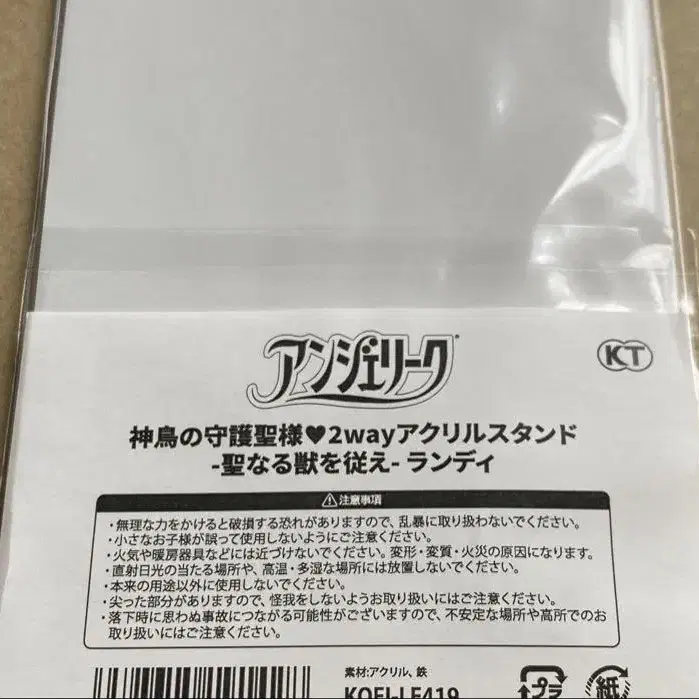 アンジェリーク
KT
神鳥の守護聖様♥2wayアクリルスタンド
-聖なる獣を従え- ランディ
⚠注意事項
・無理な力をかけると破損する恐れがありますので、乱暴に取り扱わないでください。
・小さなお子様が誤って使用しないようにご注意ください。
・火気や暖房器具などには近づけないでください。変形・変質・火災の原因になります。
・直射日光の当たる場所や、高温・多湿な場所には放置しないでください。
・本来の用途以外に使用しないでください。
・尖った部分がありますので、怪我をしないようお取り扱いにはご注意ください。
・落下時に思わぬ事故につながる可能性がございますので、不安定な場所や高所でのお
取り扱いにはご注意ください。
素材:アクリル、鉄
KOEI-LF419
プラ
紙